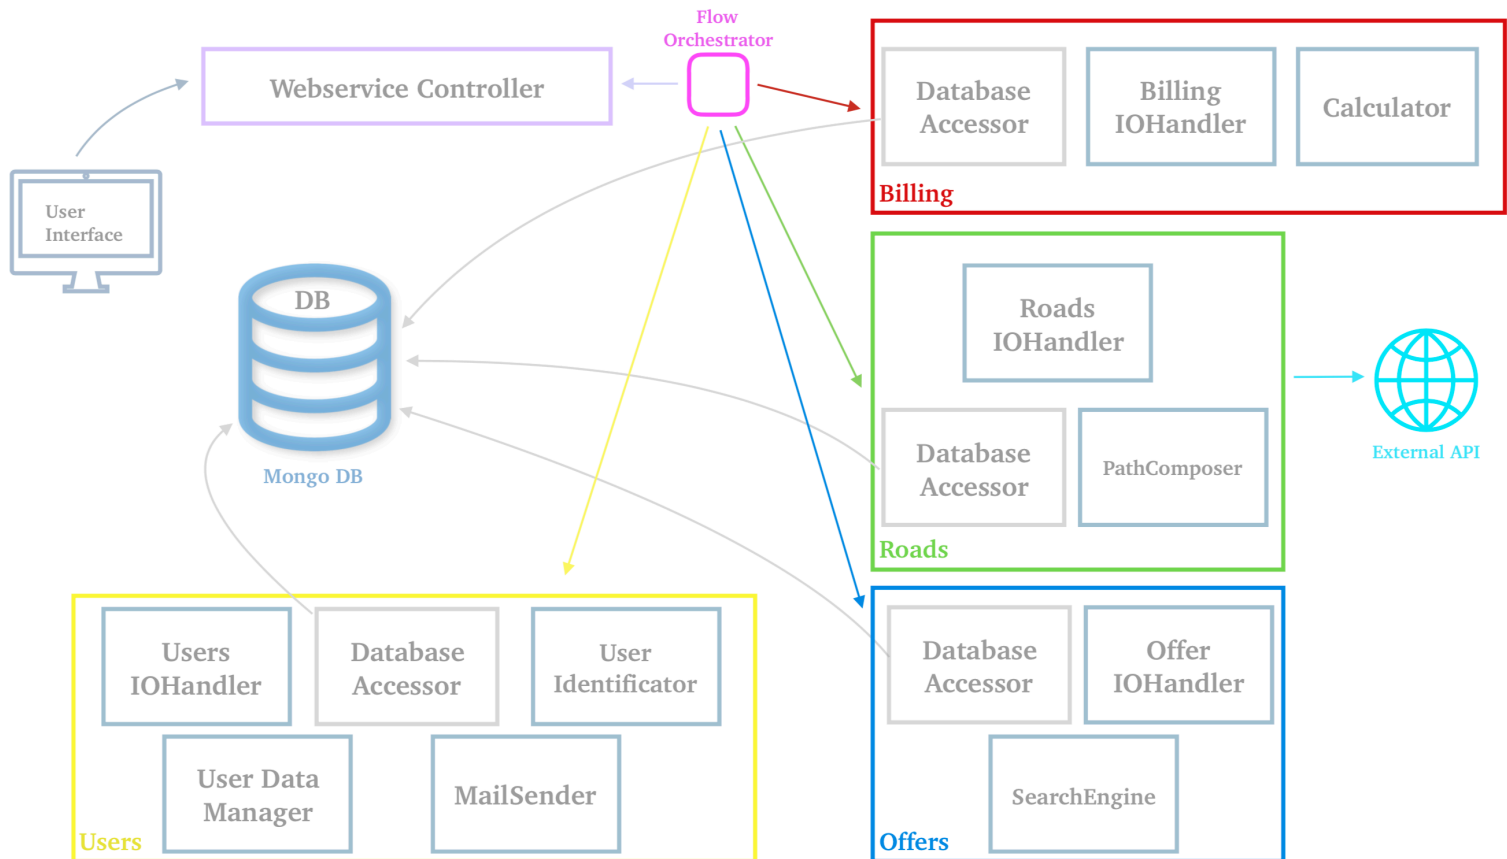 Flow
Orchestrator
Webservice Controller
Database
Accessor
Billing
IOHandler
Calculator
Billing
User
Interface
DB
Mongo DB
Roads
IOHandler
Database
Accessor
PathComposer
Roads
External API
Users
IOHandler
Database
Accessor
User
Identificator
User Data
Manager
MailSender
Users
Database
Accessor
Offer
IOHandler
SearchEngine
Offers